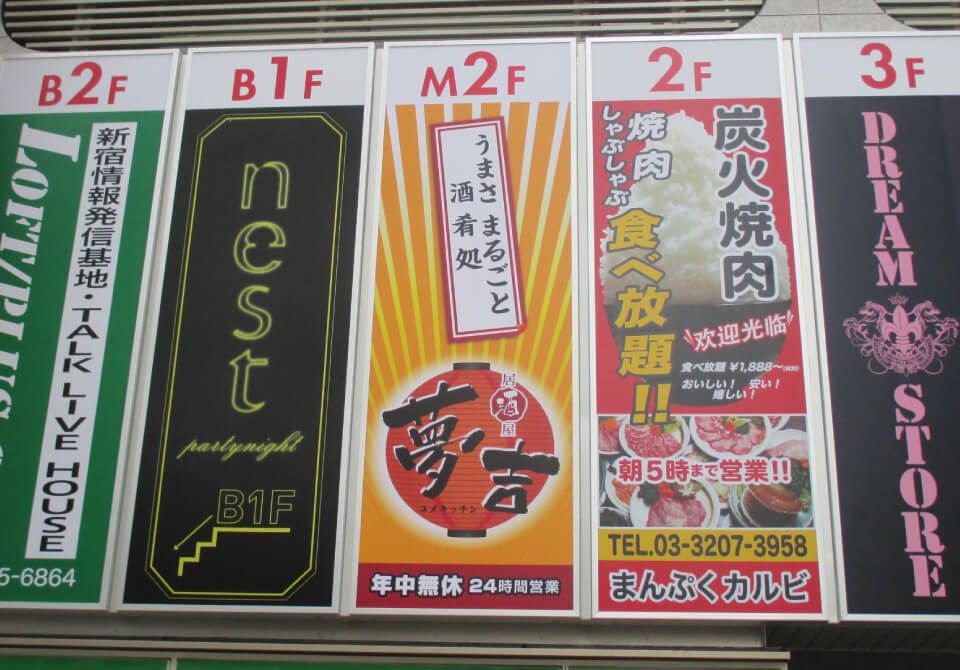 B2F
LOFT/PLUS
新宿情報発信基地・TALK LIVE HOUSE
5-6864
B1F
nest
partynight
B1F
M2F
うまさ まるごと
酒肴処
居酒屋
夢吉
ユメキッチン
年中無休 24時間営業
2F
炭火焼肉
焼肉
しゃぶしゃぶ
食べ放題!!
欢迎光临
食べ放題 ¥1,888〜(税別)
おいしい! 安い!
嬉しい!
朝5時まで営業!!
TEL.03-3207-3958
まんぷくカルビ
3F
DREAM
STORE